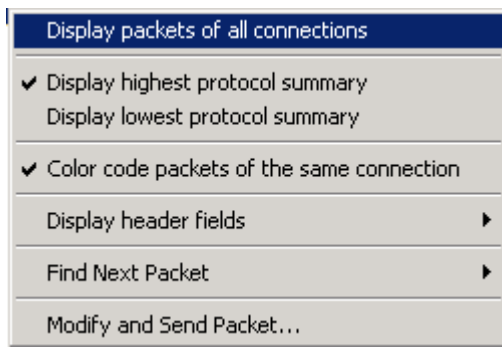 Display packets of all connections
Display highest protocol summary
Display lowest protocol summary
Color code packets of the same connection
Display header fields
Find Next Packet
Modify and Send Packet...